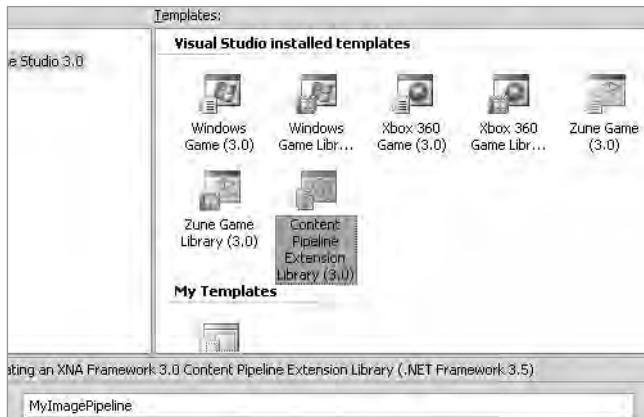 Templates:
e Studio 3.0
Visual Studio installed templates
Windows
Game (3.0)
Windows
Game Libr...
Xbox 360
Game (3.0)
Xbox 360
Game Libr...
Zune Game
(3.0)
Zune Game
Library (3.0)
Content
Pipeline
Extension
Library (3.0)
My Templates
ating an XNA Framework 3.0 Content Pipeline Extension Library (.NET Framework 3.5)
MyImagePipeline